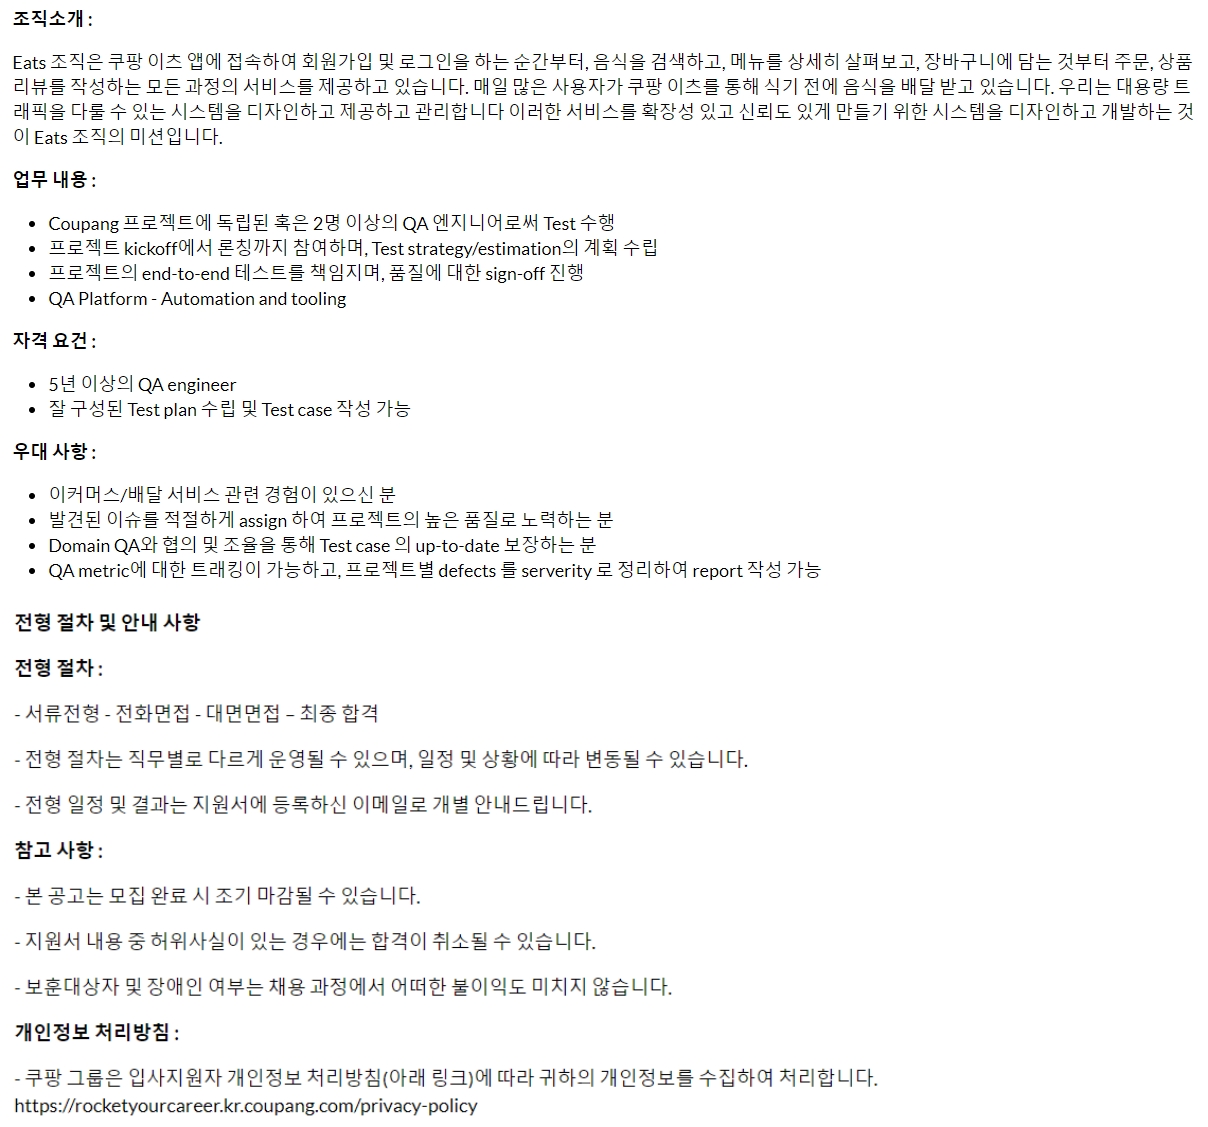 조직소개 :
Eats 조직은 쿠팡 이츠 앱에 접속하여 회원가입 및 로그인을 하는 순간부터, 음식을 검색하고, 메뉴를 상세히 살펴보고, 장바구니에 담는 것부터 주문, 상품
리뷰를 작성하는 모든 과정의 서비스를 제공하고 있습니다. 매일 많은 사용자가 쿠팡 이츠를 통해 식기 전에 음식을 배달 받고 있습니다. 우리는 대용량 트
래픽을 다룰 수 있는 시스템을 디자인하고 제공하고 관리합니다 이러한 서비스를 확장성 있고 신뢰도 있게 만들기 위한 시스템을 디자인하고 개발하는 것
이 Eats 조직의 미션입니다.
업무 내용 :
• Coupang 프로젝트에 독립된 혹은 2명 이상의 QA 엔지니어로써 Test 수행
• 프로젝트 kickoff에서 론칭까지 참여하며, Test strategy/estimation의 계획 수립
• 프로젝트의 end-to-end 테스트를 책임지며, 품질에 대한 sign-off 진행
• QA Platform - Automation and tooling
자격 요건 :
• 5년 이상의 QA engineer
• 잘 구성된 Test plan 수립 및 Test case 작성 가능
우대 사항 :
• 이커머스/배달 서비스 관련 경험이 있으신 분
• 발견된 이슈를 적절하게 assign 하여 프로젝트의 높은 품질로 노력하는 분
• Domain QA와 협의 및 조율을 통해 Test case 의 up-to-date 보장하는 분
• QA metric에 대한 트래킹이 가능하고, 프로젝트별 defects 를 serverity 로 정리하여 report 작성 가능
전형 절차 및 안내 사항
전형 절차 :
- 서류전형 - 전화면접 - 대면면접 – 최종 합격
- 전형 절차는 직무별로 다르게 운영될 수 있으며, 일정 및 상황에 따라 변동될 수 있습니다.
- 전형 일정 및 결과는 지원서에 등록하신 이메일로 개별 안내드립니다.
참고 사항 :
- 본 공고는 모집 완료 시 조기 마감될 수 있습니다.
- 지원서 내용 중 허위사실이 있는 경우에는 합격이 취소될 수 있습니다.
- 보훈대상자 및 장애인 여부는 채용 과정에서 어떠한 불이익도 미치지 않습니다.
개인정보 처리방침 :
- 쿠팡 그룹은 입사지원자 개인정보 처리방침(아래 링크)에 따라 귀하의 개인정보를 수집하여 처리합니다.
https://rocketyourcareer.kr.coupang.com/privacy-policy